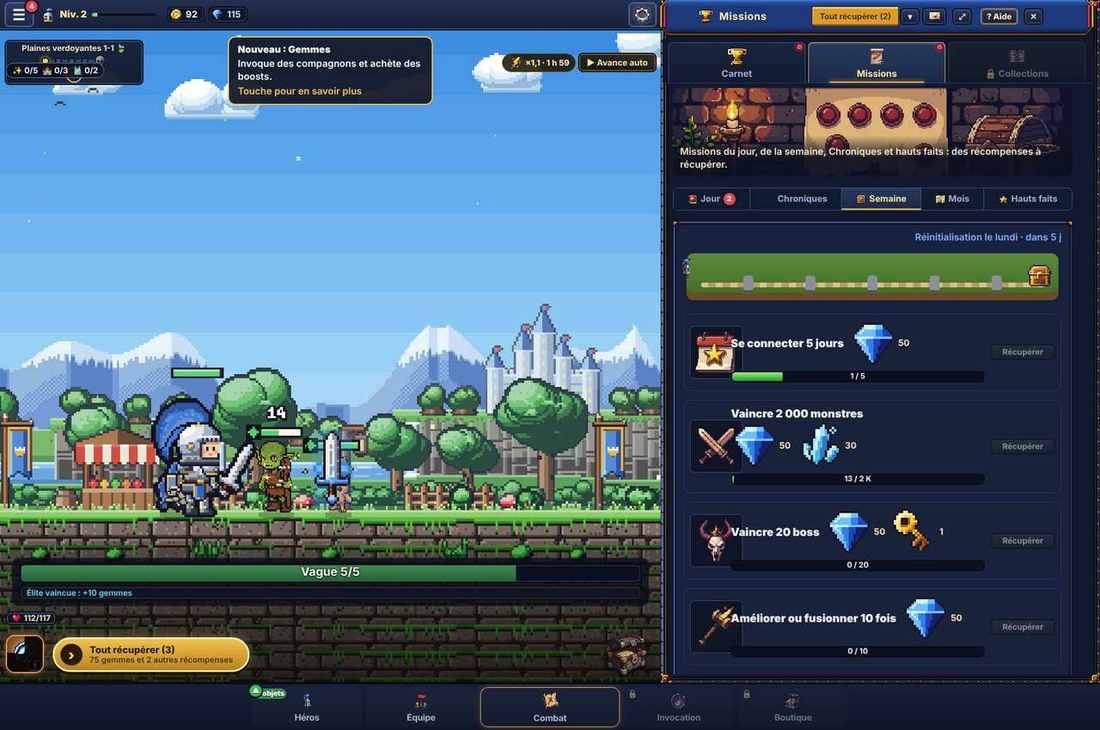 4
Niv. 2
92
115
Plaines verdoyantes 1-1
0/5 0/3 0/2
Nouveau : Gemmes
Invoque des compagnons et achète des
boosts.
Touche pour en savoir plus
×1,1 · 1 h 59
Avance auto
14
Vague 5/5
Élite vaincue : +10 gemmes
112/117
Tout récupérer (3)
75 gemmes et 2 autres récompenses
objets
Héros
Équipe
Combat
Invocation
Boutique
Missions
Tout récupérer (2)
? Aide
Carnet
Missions
Collections
Missions du jour, de la semaine, Chroniques et hauts faits : des récompenses à
récupérer.
Jour 2
Chroniques
Semaine
Mois
Hauts faits
Réinitialisation le lundi · dans 5 j
Se connecter 5 jours 50
Récupérer
1 / 5
Vaincre 2 000 monstres
50 30
Récupérer
13 / 2 K
Vaincre 20 boss 50 1
Récupérer
0 / 20
Améliorer ou fusionner 10 fois 50
Récupérer
0 / 10